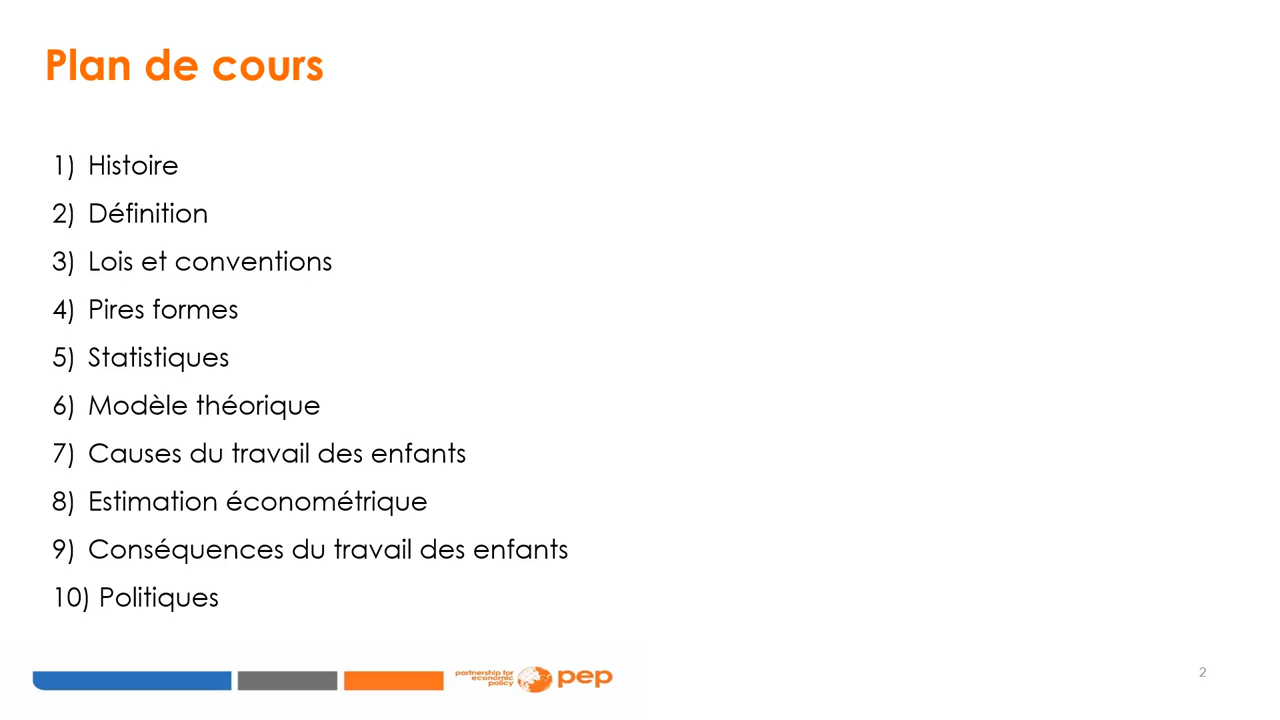 Plan de cours
1) Histoire
2) Définition
3) Lois et conventions
4) Pires formes
5) Statistiques
6) Modèle théorique
7) Causes du travail des enfants
8) Estimation économétrique
9) Conséquences du travail des enfants
10) Politiques
partnership for
economic
policy
pep
2